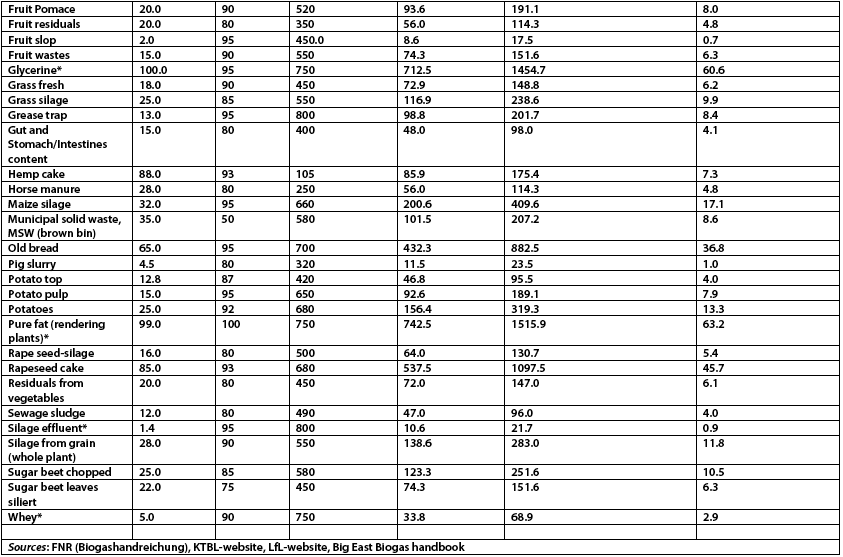 Fruit Pomace 20.0 90 520 93.6 191.1 8.0
Fruit residuals 20.0 80 350 56.0 114.3 4.8
Fruit slop 2.0 95 450.0 8.6 17.5 0.7
Fruit wastes 15.0 90 550 74.3 151.6 6.3
Glycerine* 100.0 95 750 712.5 1454.7 60.6
Grass fresh 18.0 90 450 72.9 148.8 6.2
Grass silage 25.0 85 550 116.9 238.6 9.9
Grease trap 13.0 95 800 98.8 201.7 8.4
Gut and 15.0 80 400 48.0 98.0 4.1
Stomach/Intestines
content
Hemp cake 88.0 93 105 85.9 175.4 7.3
Horse manure 28.0 80 250 56.0 114.3 4.8
Maize silage 32.0 95 660 200.6 409.6 17.1
Municipal solid waste, 35.0 50 580 101.5 207.2 8.6
MSW (brown bin)
Old bread 65.0 95 700 432.3 882.5 36.8
Pig slurry 4.5 80 320 11.5 23.5 1.0
Potato top 12.8 87 420 46.8 95.5 4.0
Potato pulp 15.0 95 650 92.6 189.1 7.9
Potatoes 25.0 92 680 156.4 319.3 13.3
Pure fat (rendering 99.0 100 750 742.5 1515.9 63.2
plants)*
Rape seed-silage 16.0 80 500 64.0 130.7 5.4
Rapeseed cake 85.0 93 680 537.5 1097.5 45.7
Residuals from 20.0 80 450 72.0 147.0 6.1
vegetables
Sewage sludge 12.0 80 490 47.0 96.0 4.0
Silage effluent* 1.4 95 800 10.6 21.7 0.9
Silage from grain 28.0 90 550 138.6 283.0 11.8
(whole plant)
Sugar beet chopped 25.0 85 580 123.3 251.6 10.5
Sugar beet leaves 22.0 75 450 74.3 151.6 6.3
siliert
Whey* 5.0 90 750 33.8 68.9 2.9
Sources: FNR (Biogashandreichung), KTBL-website, LfL-website, Big East Biogas handbook